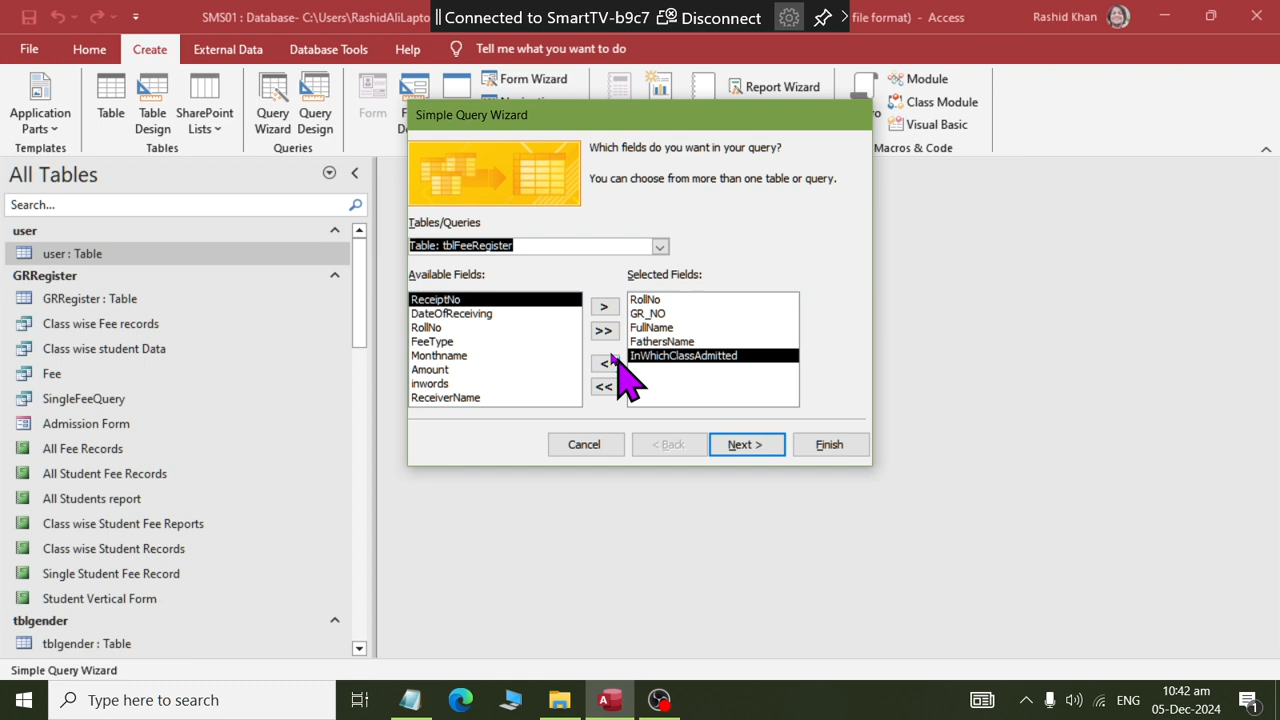 SMS01 : Database- C:\Users\RashidAliLapto
Connected to SmartTV-b9c7 Disconnect
file format) - Access
Rashid Khan
File Home Create External Data Database Tools Help Tell me what you want to do
Application Parts
Templates
Table
Table Design
SharePoint Lists
Tables
Query Wizard
Query Design
Queries
Form
Form Wizard
Report Wizard
Module
Class Module
Visual Basic
Macros & Code
All Tables
Search...
user
user : Table
GRRegister
GRRegister : Table
Class wise Fee records
Class wise student Data
Fee
SingleFeeQuery
Admission Form
All Fee Records
All Student Fee Records
All Students report
Class wise Student Fee Reports
Class wise Student Records
Single Student Fee Record
Student Vertical Form
tblgender
tblgender : Table
Simple Query Wizard
Which fields do you want in your query?
You can choose from more than one table or query.
Tables/Queries
Table: tblFeeRegister
Available Fields:
ReceiptNo
DateOfReceiving
RollNo
FeeType
Monthname
Amount
inwords
ReceiverName
>
>>
<
<<
Selected Fields:
RollNo
GR_NO
FullName
FathersName
InWhichClassAdmitted
Cancel < Back Next > Finish
Simple Query Wizard
Type here to search
ENG
10:42 am
05-Dec-2024
1